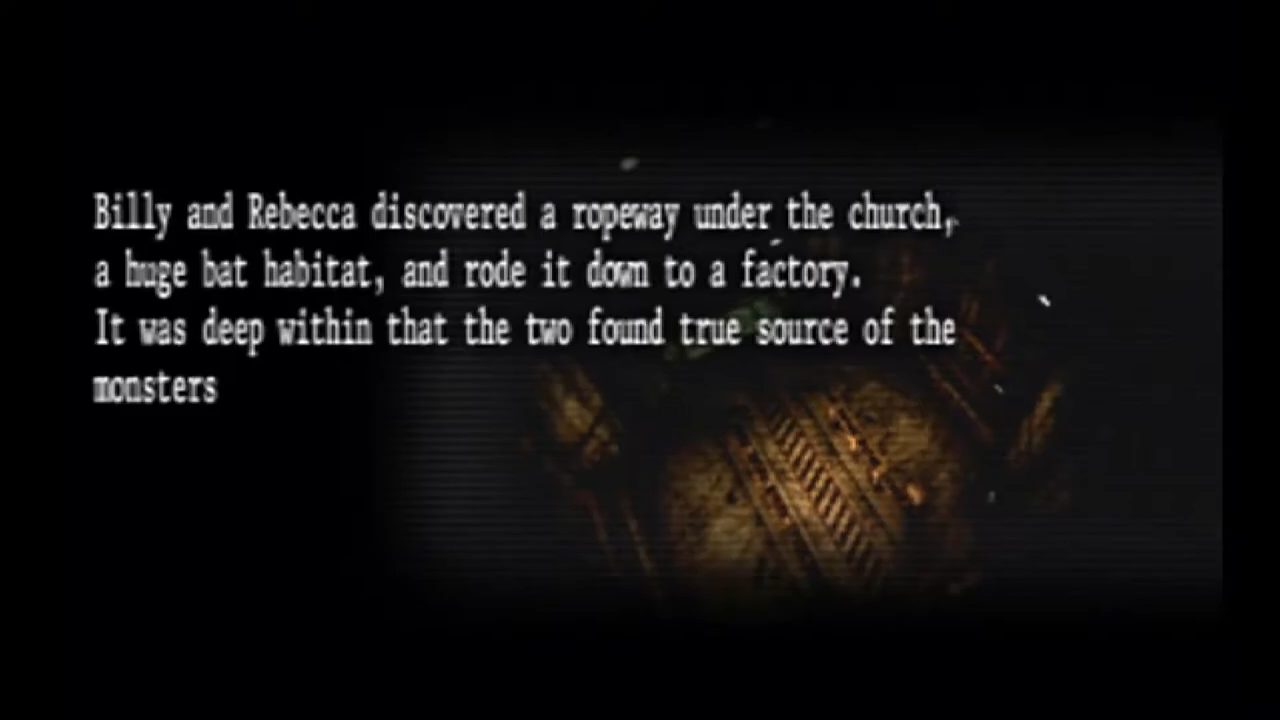 Billy and Rebecca discovered a ropeway under the church,
a huge bat habitat, and rode it down to a factory.
It was deep within that the two found true source of the
monsters